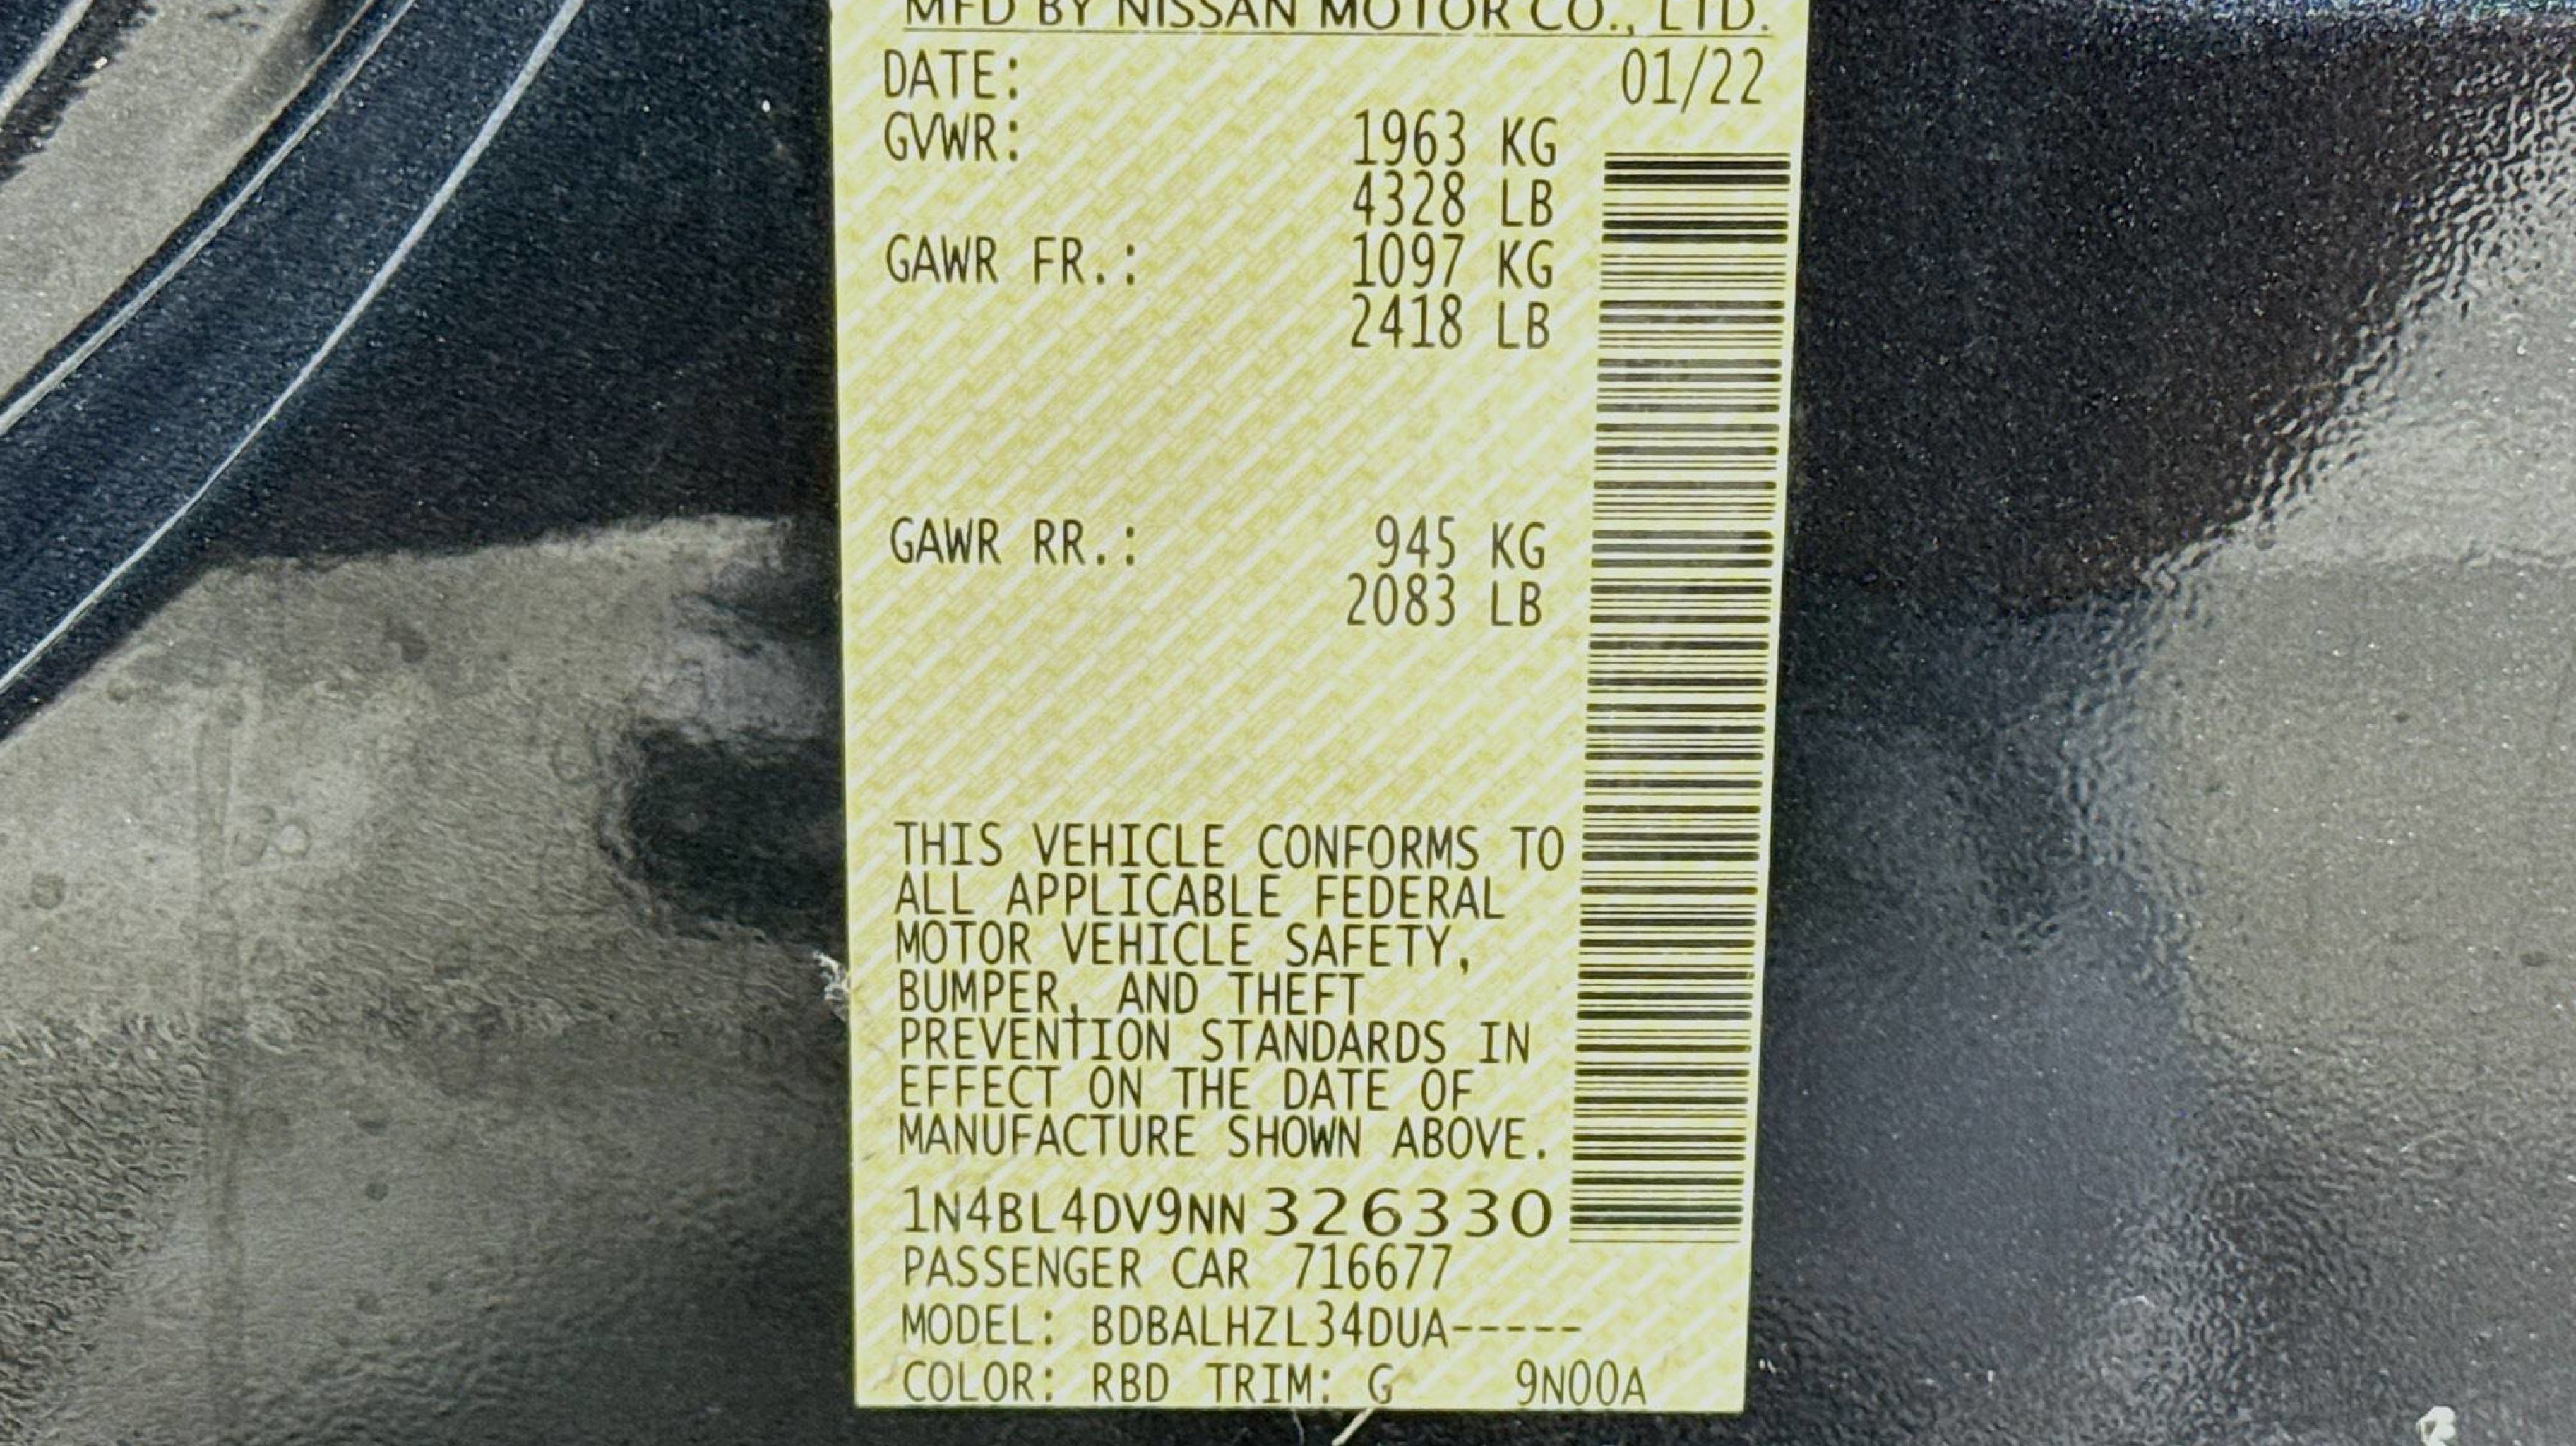 MFD BY NISSAN MOTOR CO., LTD.
DATE: 01/22
GVWR: 1963 KG
4328 LB
GAWR FR.: 1097 KG
2418 LB
GAWR RR.: 945 KG
2083 LB
THIS VEHICLE CONFORMS TO
ALL APPLICABLE FEDERAL
MOTOR VEHICLE SAFETY,
BUMPER, AND THEFT
PREVENTION STANDARDS IN
EFFECT ON THE DATE OF
MANUFACTURE SHOWN ABOVE.
1N4BL4DV9NN326330
PASSENGER CAR 716677
MODEL: BDBALHZL34DUA-----
COLOR: RBD TRIM: G 9N00A